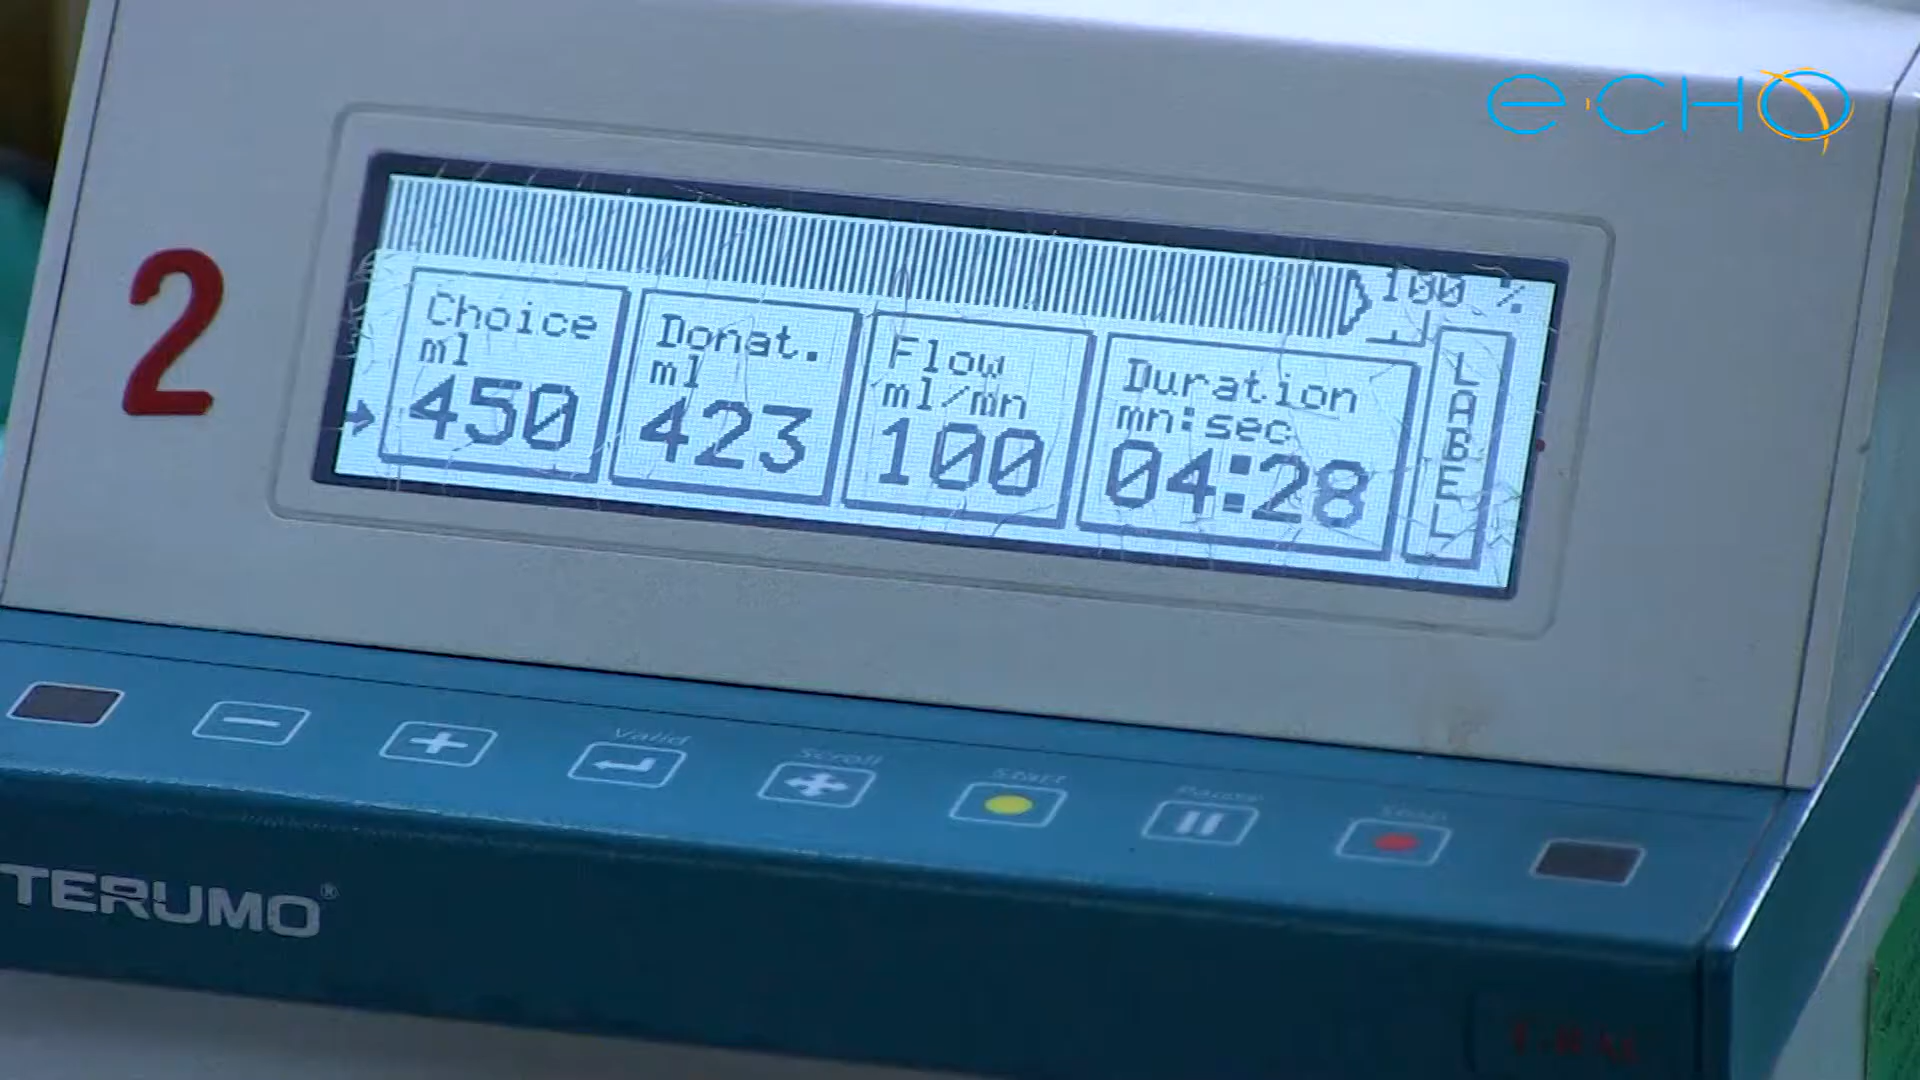 e·CHO
2
100 %
Choice
ml
450
Donat.
ml
423
Flow
ml/mn
100
Duration
mn:sec
04:28
LABEL
Valid
Scroll
Start
Pause
Stop
TERUMO®